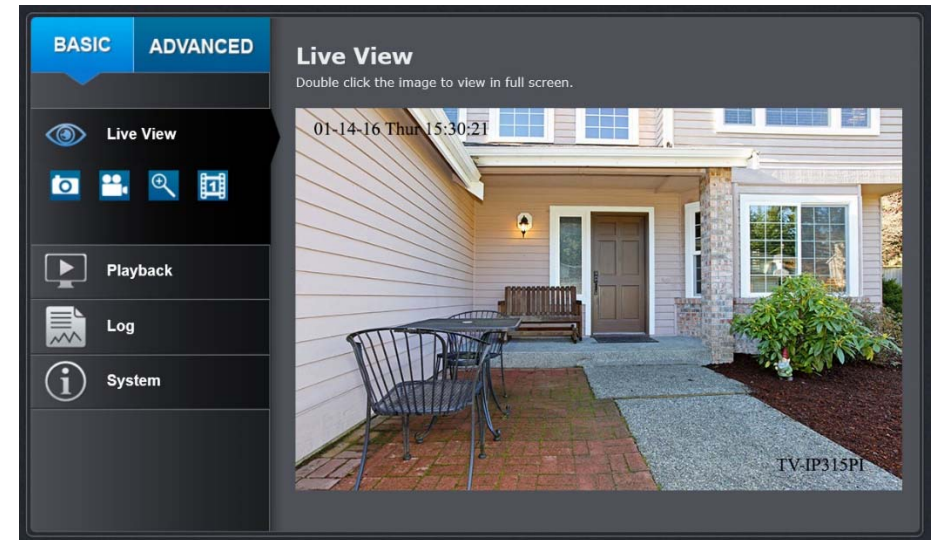 BASIC
ADVANCED
Live View
Double click the image to view in full screen.
01-14-16 Thur 15:30:21
Live View
1
Playback
Log
System
TV-IP315PI